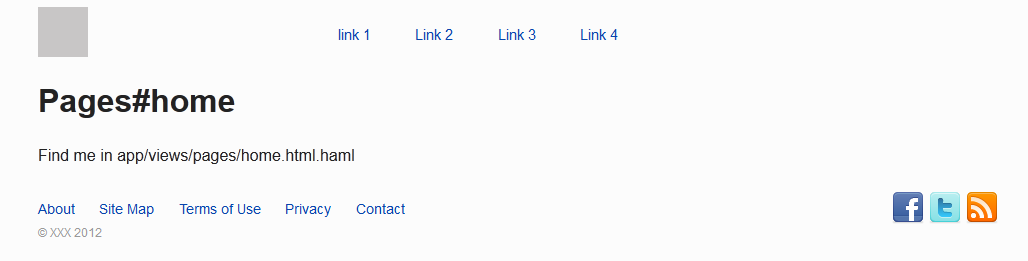 link 1 Link 2 Link 3 Link 4
Pages#home
Find me in app/views/pages/home.html.haml
About Site Map Terms of Use Privacy Contact
© XXX 2012